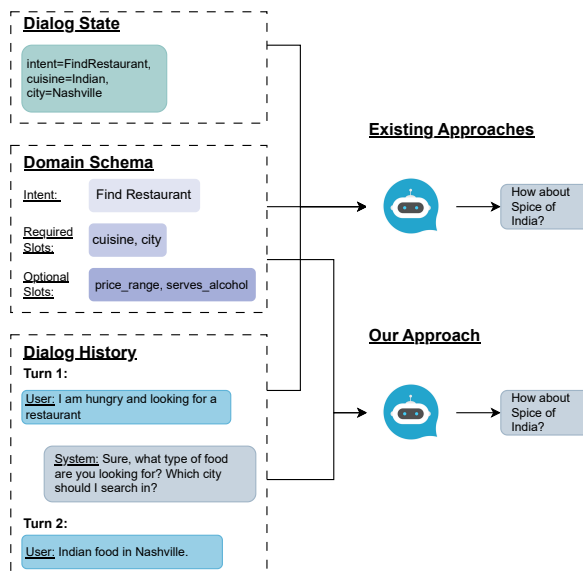 Dialog State
intent=FindRestaurant,
cuisine=Indian,
city=Nashville
Domain Schema
Intent:
Find Restaurant
Required
Slots:
cuisine, city
Optional
Slots:
price_range, serves_alcohol
Dialog History
Turn 1:
User: I am hungry and looking for a
restaurant
System: Sure, what type of food
are you looking for? Which city
should I search in?
Turn 2:
User: Indian food in Nashville.
Existing Approaches
How about
Spice of
India?
Our Approach
How about
Spice of
India?